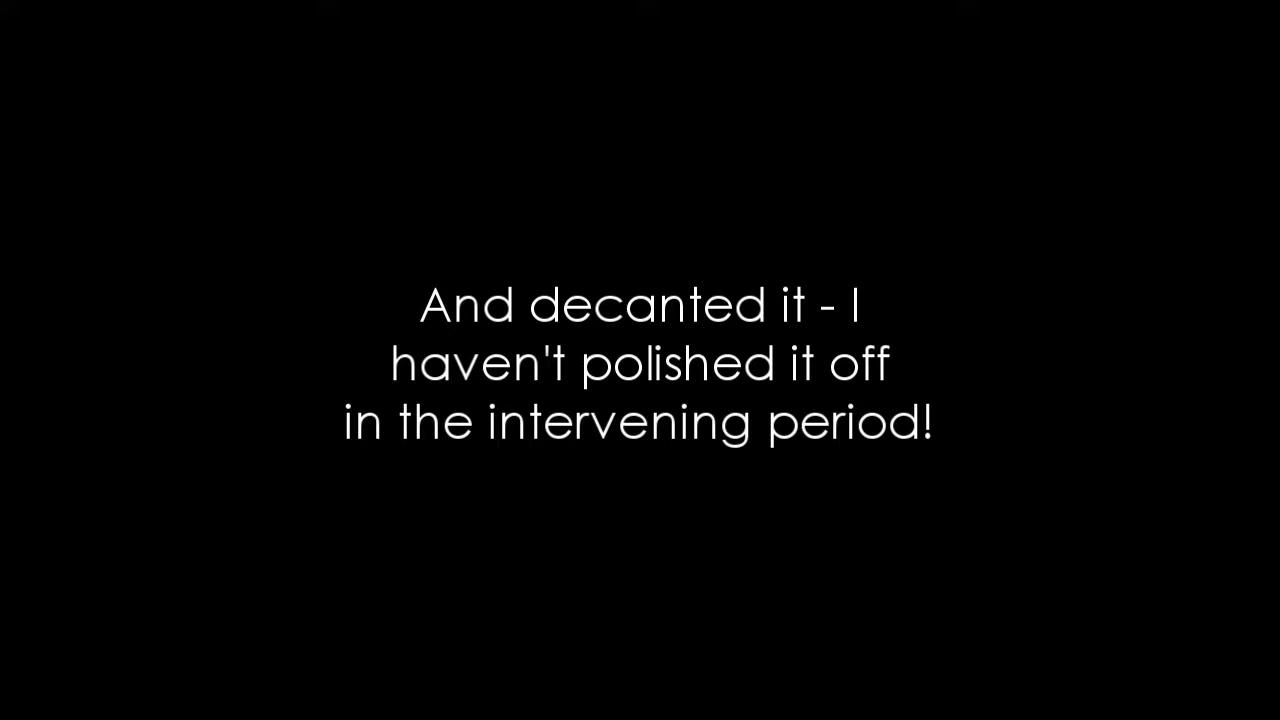 And decanted it - I
haven't polished it off
in the intervening period!